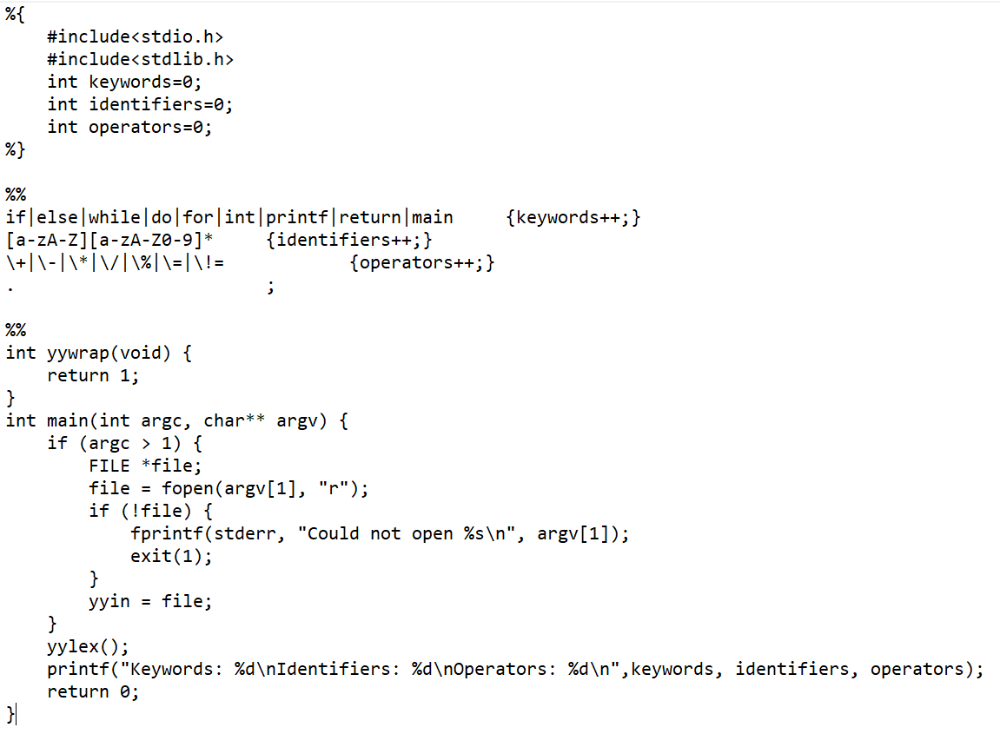 %{
    #include<stdio.h>
    #include<stdlib.h>
    int keywords=0;
    int identifiers=0;
    int operators=0;
%}

%%
if|else|while|do|for|int|printf|return|main     {keywords++;}
[a-zA-Z][a-zA-Z0-9]*     {identifiers++;}
\+|\-|\*|\/|\%|\=|\!=            {operators++;}
.                        ;

%%
int yywrap(void) {
    return 1;
}
int main(int argc, char** argv) {
    if (argc > 1) {
        FILE *file;
        file = fopen(argv[1], "r");
        if (!file) {
            fprintf(stderr, "Could not open %s\n", argv[1]);
            exit(1);
        }
        yyin = file;
    }
    yylex();
    printf("Keywords: %d\nIdentifiers: %d\nOperators: %d\n",keywords, identifiers, operators);
    return 0;
}